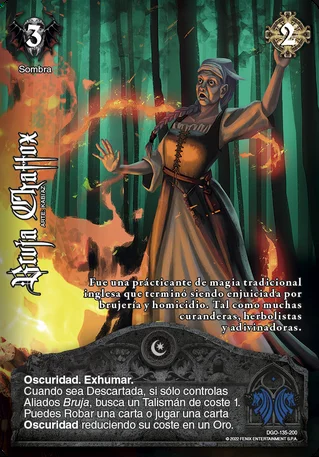 3
2
Sombra
Bruja Chattox
ARTE: KABRAZ
Fue una practicante de magia tradicional
inglesa que terminó siendo enjuiciada por
brujería y homicidio. Tal como muchas
curanderas, herbolistas
y adivinadoras.
Oscuridad. Exhumar.
Cuando sea Descartada, si sólo controlas
Aliados Bruja, busca un Talismán de coste 1.
Puedes Robar una carta o jugar una carta
Oscuridad reduciendo su coste en un Oro.
DGO-135-200
© 2022 FENIX ENTERTAINMENT S.P.A.